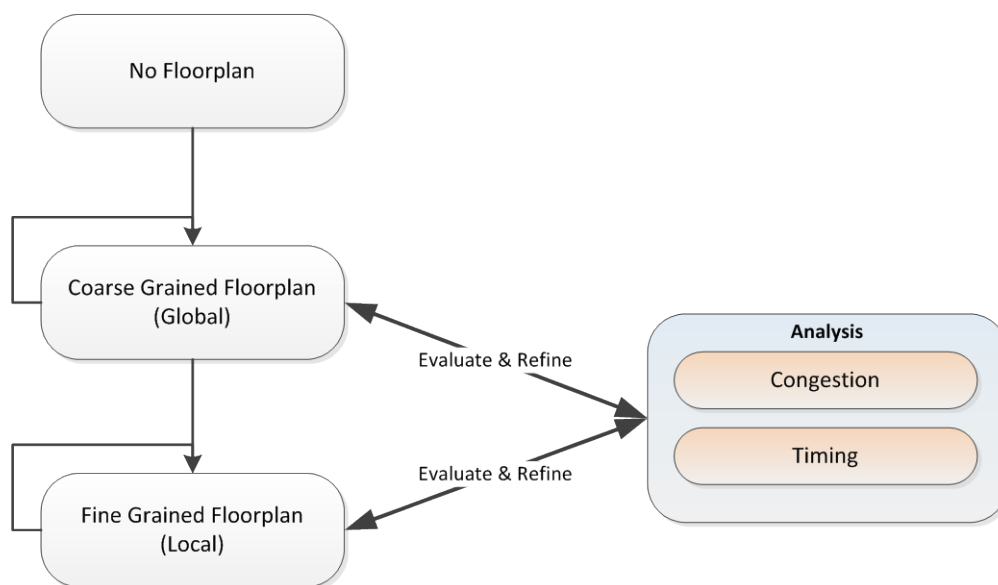 No Floorplan
Coarse Grained Floorplan
(Global)
Evaluate & Refine
Analysis
Congestion
Timing
Evaluate & Refine
Fine Grained Floorplan
(Local)